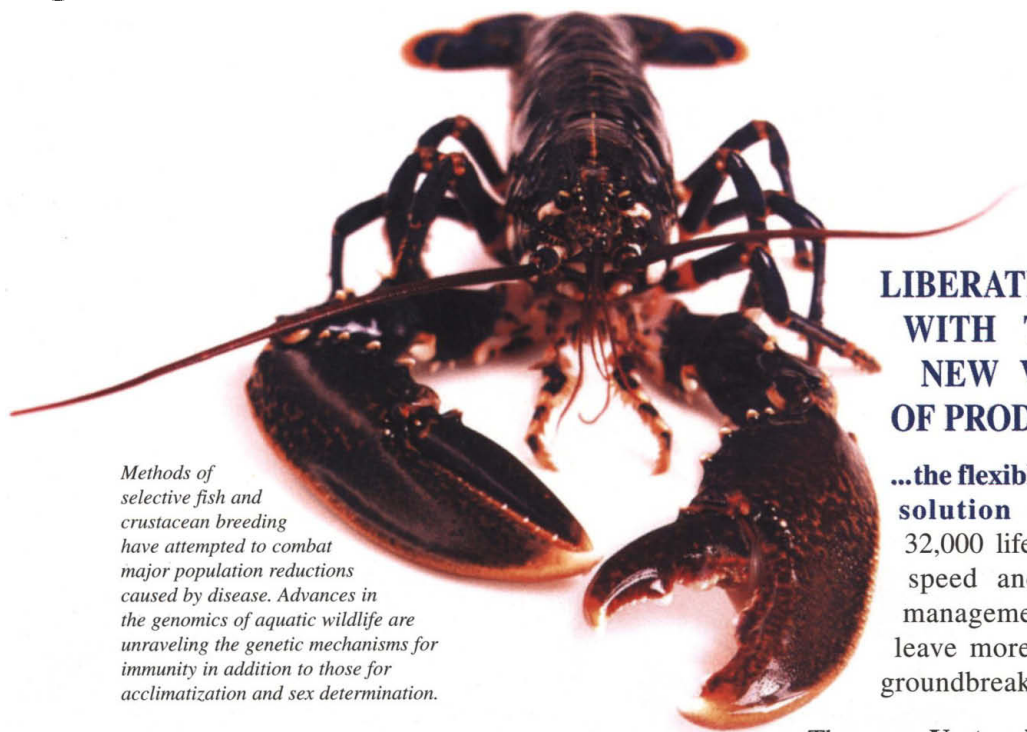 Methods of
selective fish and
crustacean breeding
have attempted to combat
major population reductions
caused by disease. Advances in
the genomics of aquatic wildlife are
unraveling the genetic mechanisms for
immunity in addition to those for
acclimatization and sex determination.
LIBERATE
WITH
NEW
OF PROD
...the flexib
solution
32,000 life
speed and
manageme
leave more
groundbreak